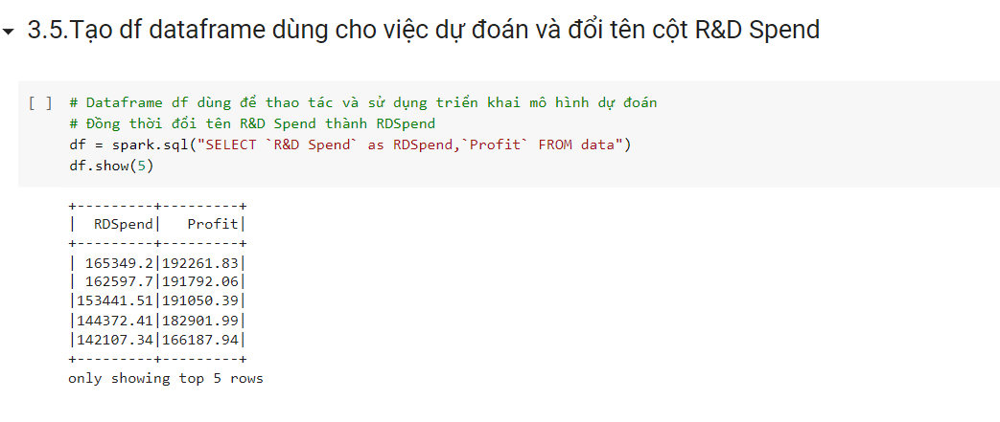 3.5.Tạo df dataframe dùng cho việc dự đoán và đổi tên cột R&D Spend
[ ] # Dataframe df dùng để thao tác và sử dụng triển khai mô hình dự đoán
# Đồng thời đổi tên R&D Spend thành RDSpend
df = spark.sql("SELECT `R&D Spend` as RDSpend,`Profit` FROM data")
df.show(5)
+---------+---------+
|  RDSpend|   Profit|
+---------+---------+
| 165349.2|192261.83|
| 162597.7|191792.06|
|153441.51|191050.39|
|144372.41|182901.99|
|142107.34|166187.94|
+---------+---------+
only showing top 5 rows